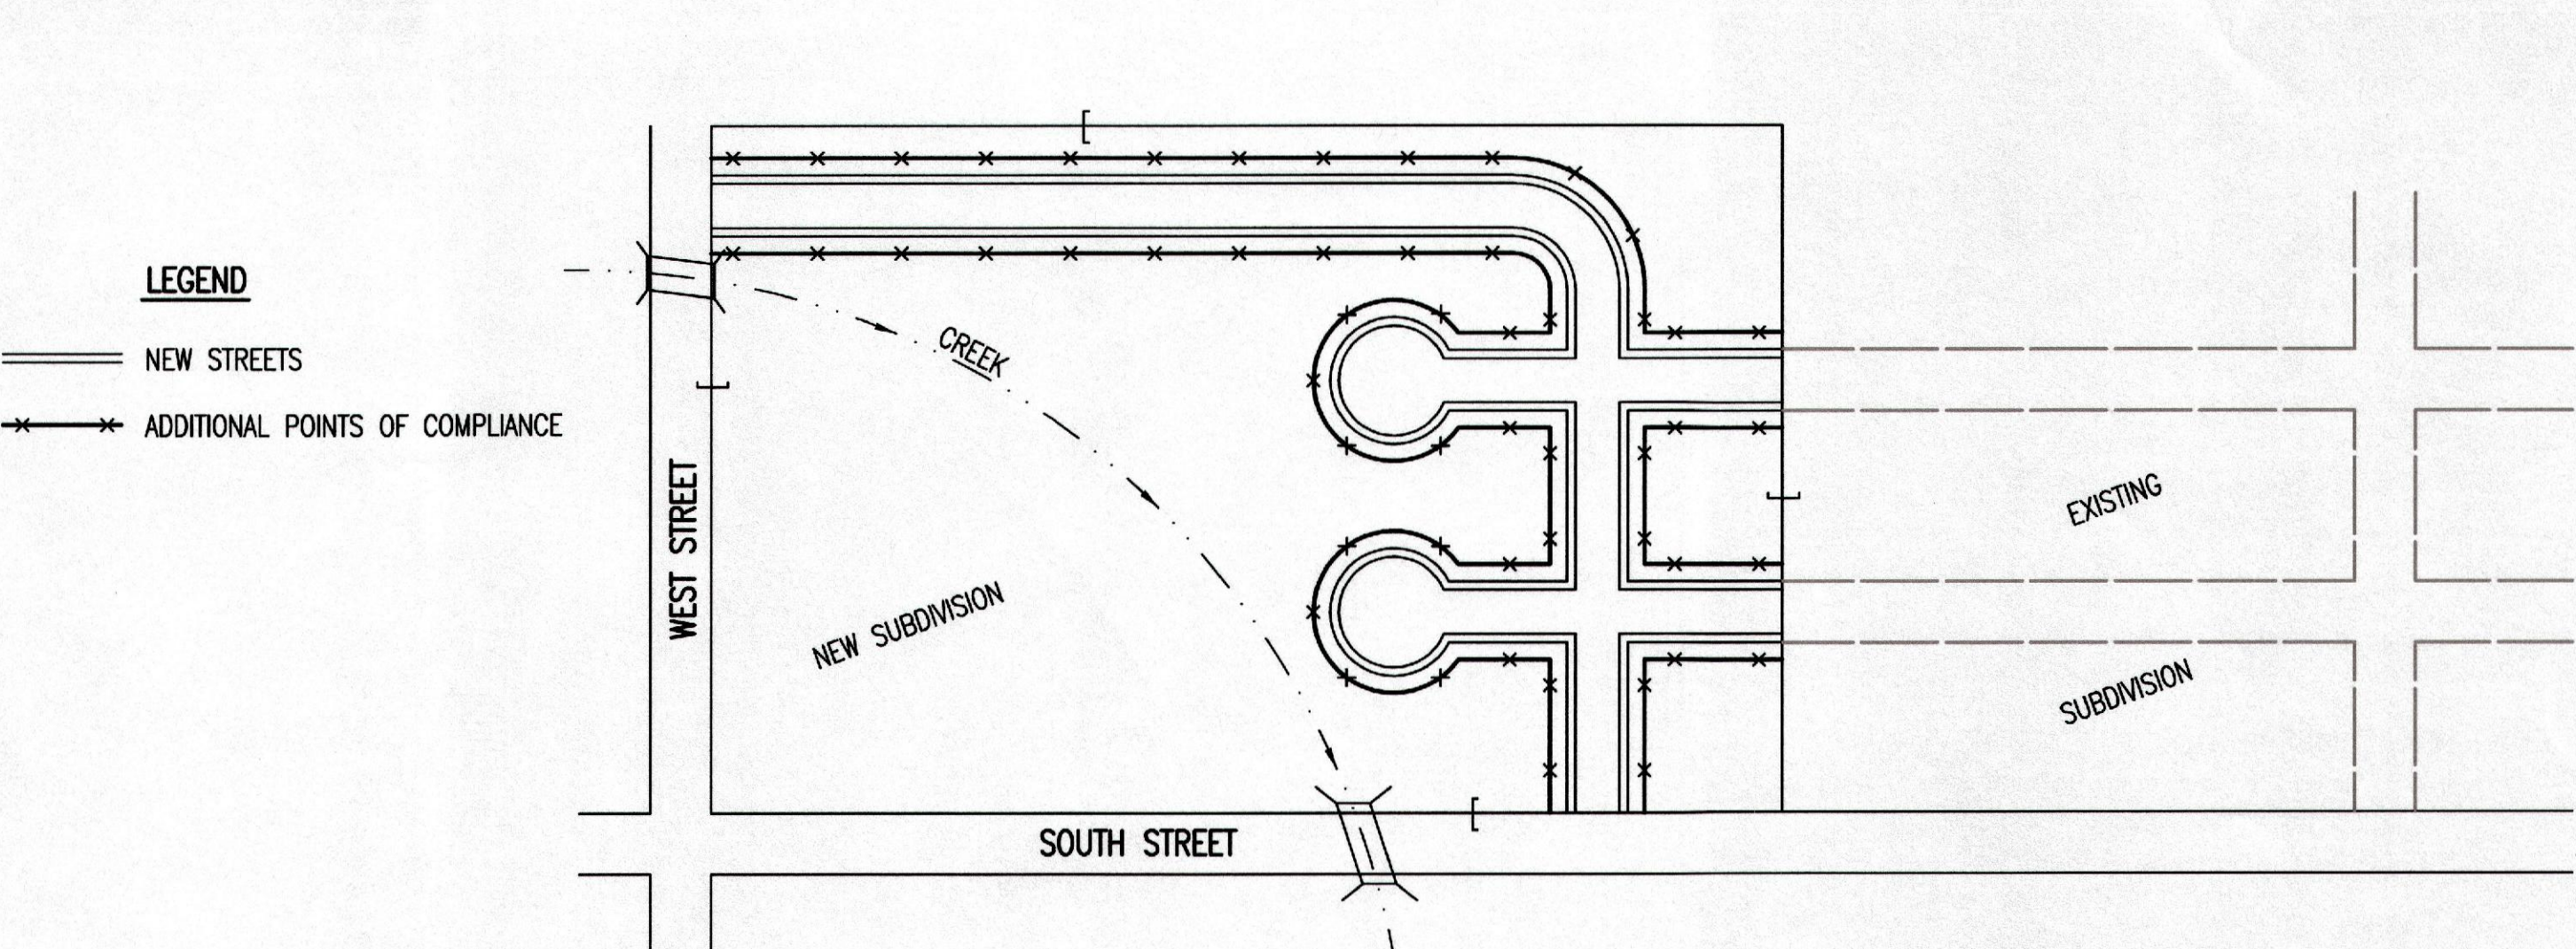 LEGEND
NEW STREETS
ADDITIONAL POINTS OF COMPLIANCE
WEST STREET
CREEK
NEW SUBDIVISION
SOUTH STREET
EXISTING
SUBDIVISION